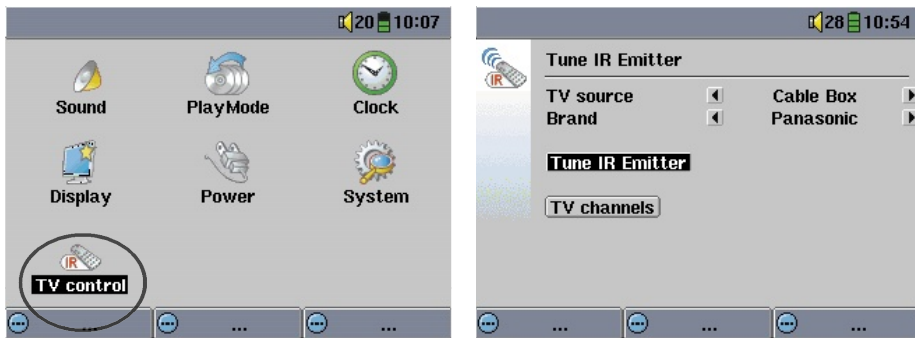 20 10:07
Sound PlayMode Clock
Display Power System
IR
TV control
... ... ...
28 10:54
IR
Tune IR Emitter
TV source Cable Box
Brand Panasonic
Tune IR Emitter
TV channels
... ... ...